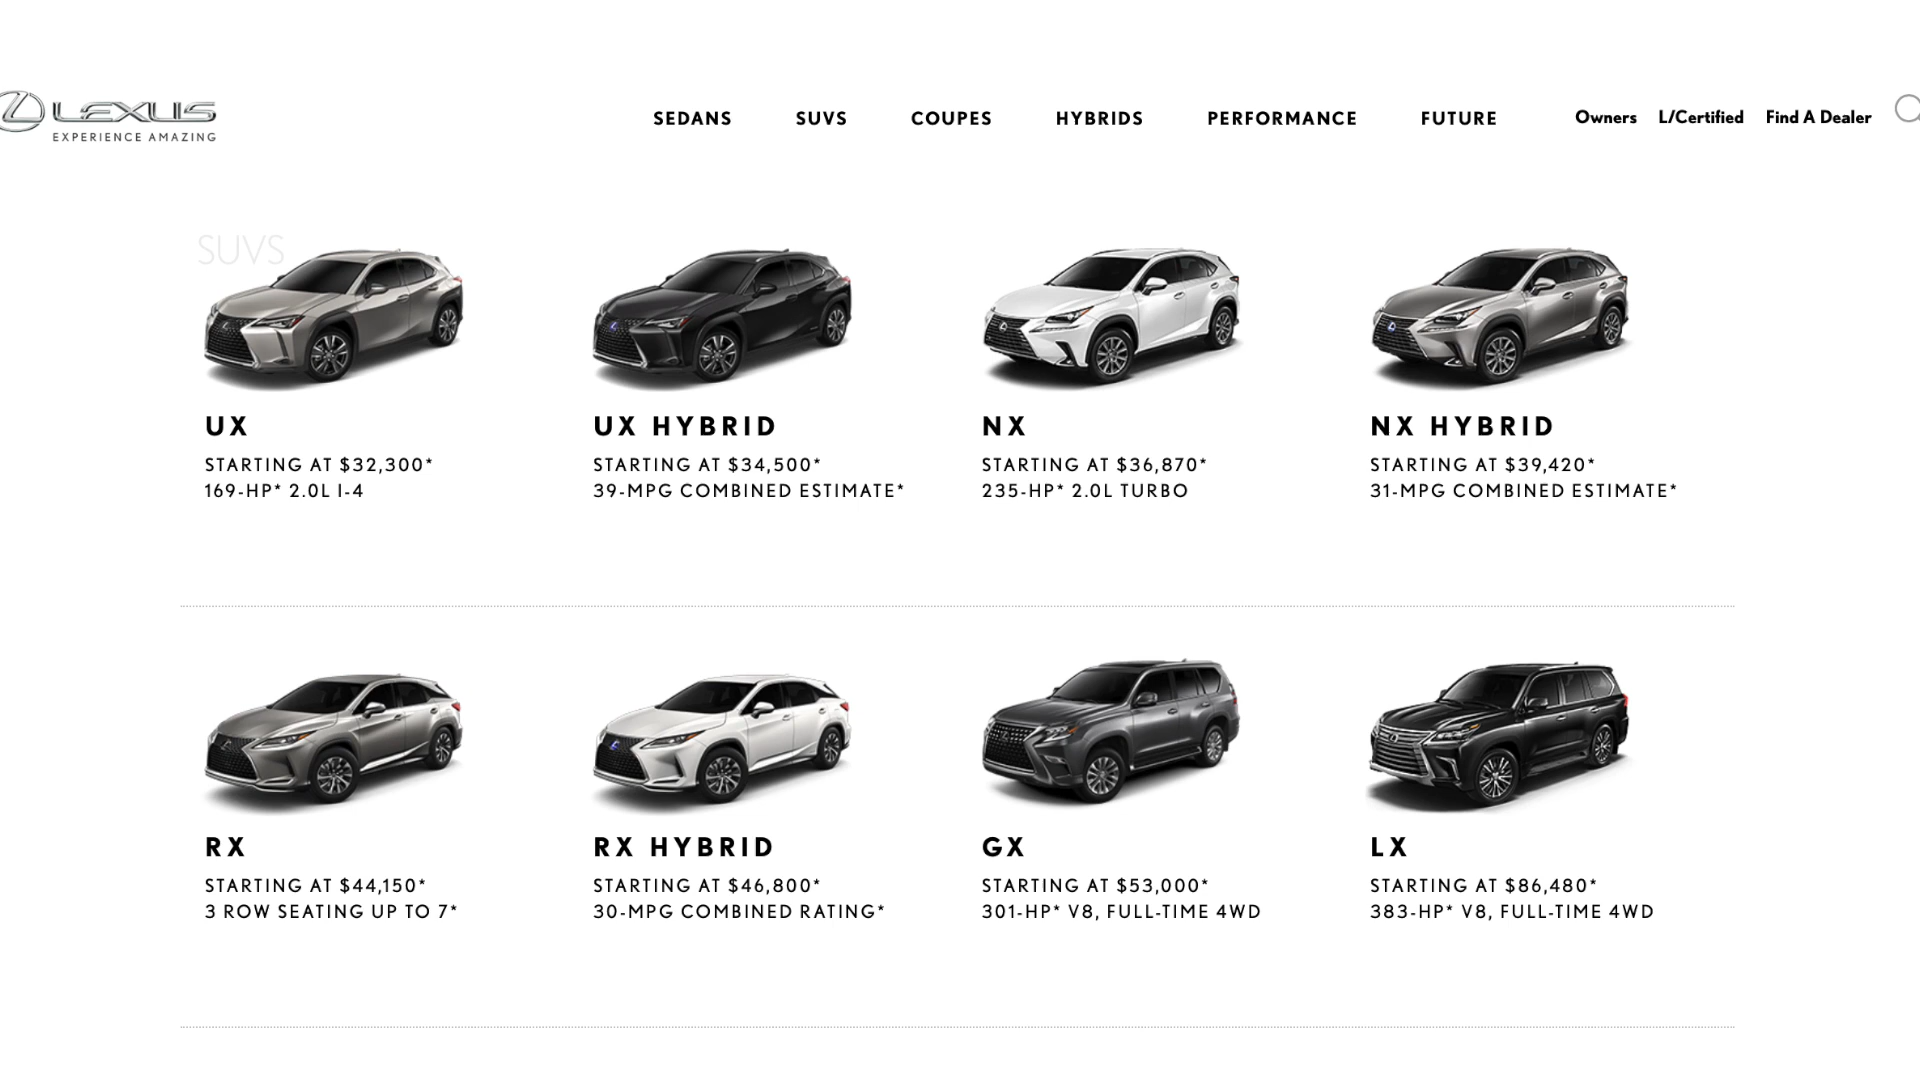 LEXUS
EXPERIENCE AMAZING
SEDANS SUVS COUPES HYBRIDS PERFORMANCE FUTURE Owners L/Certified Find A Dealer
SUVS
UX
STARTING AT $32,300*
169-HP* 2.0L I-4
UX HYBRID
STARTING AT $34,500*
39-MPG COMBINED ESTIMATE*
NX
STARTING AT $36,870*
235-HP* 2.0L TURBO
NX HYBRID
STARTING AT $39,420*
31-MPG COMBINED ESTIMATE*
RX
STARTING AT $44,150*
3 ROW SEATING UP TO 7*
RX HYBRID
STARTING AT $46,800*
30-MPG COMBINED RATING*
GX
STARTING AT $53,000*
301-HP* V8, FULL-TIME 4WD
LX
STARTING AT $86,480*
383-HP* V8, FULL-TIME 4WD